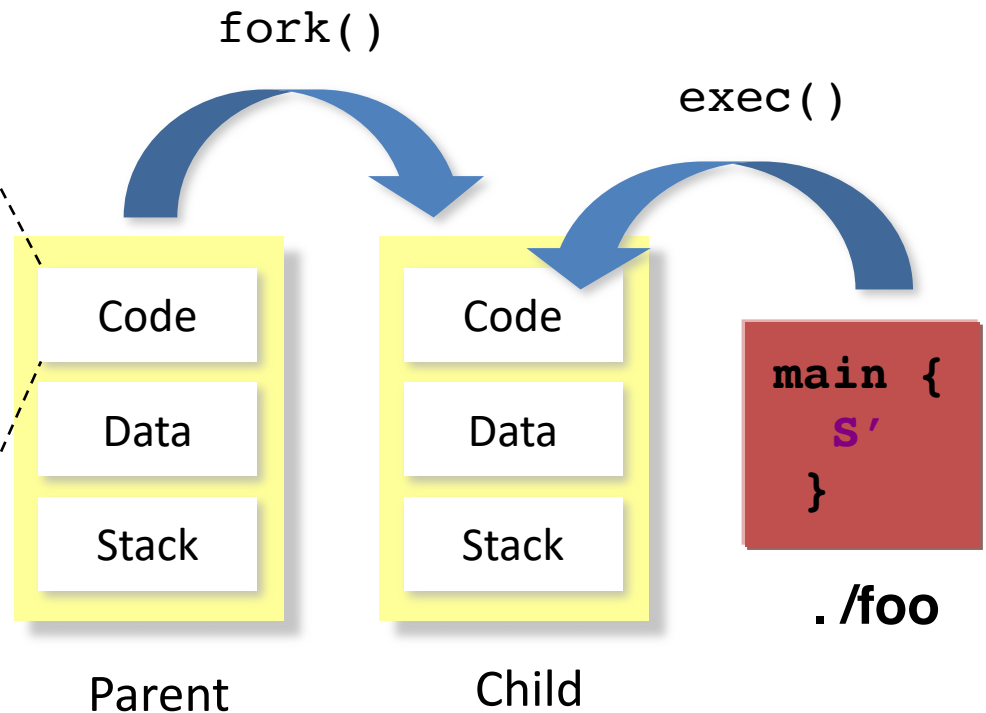 fork()
exec()
Code
Data
Stack
Parent
Code
Data
Stack
Child
main {
S′
}
. /foo